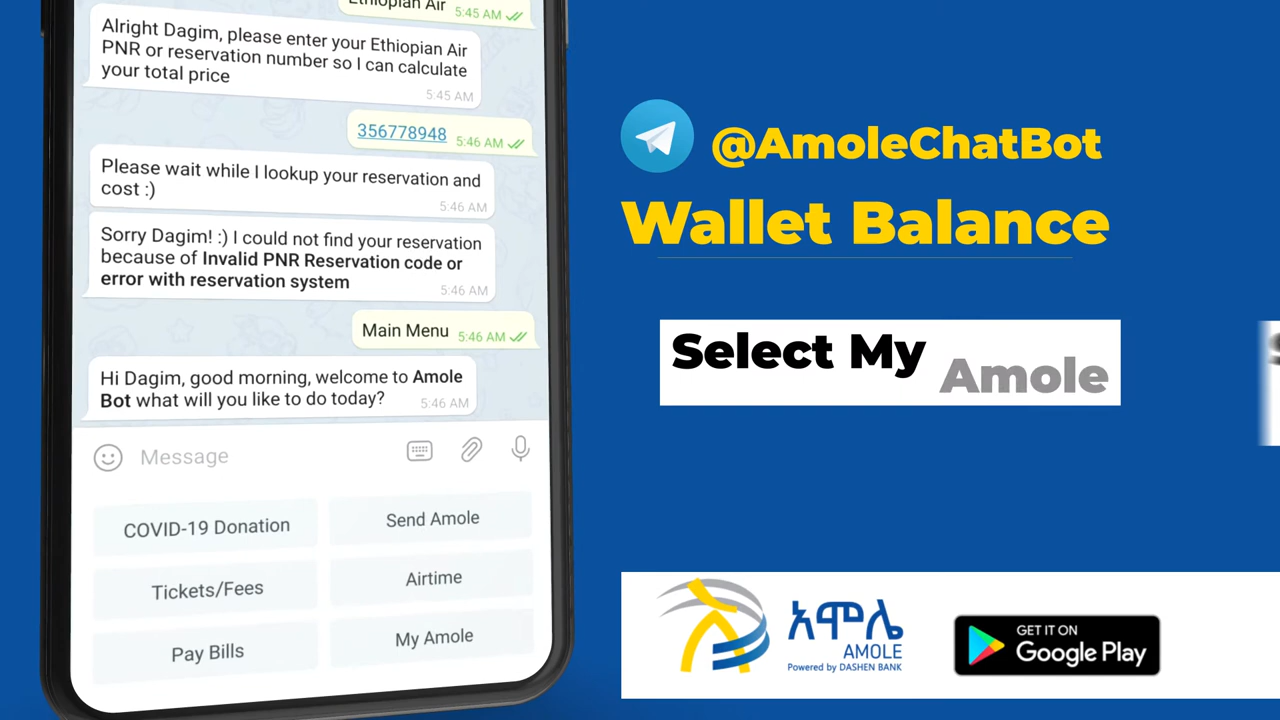 Ethiopian Air 5:45 AM
Alright Dagim, please enter your Ethiopian Air
PNR or reservation number so I can calculate
your total price
5:45 AM
356778948 5:46 AM
Please wait while I lookup your reservation and
cost :)
5:46 AM
Sorry Dagim! :) I could not find your reservation
because of Invalid PNR Reservation code or
error with reservation system
5:46 AM
Main Menu 5:46 AM
Hi Dagim, good morning, welcome to Amole
Bot what will you like to do today?
5:46 AM
Message
COVID-19 Donation
Send Amole
Tickets/Fees
Airtime
Pay Bills
My Amole
@AmoleChatBot
Wallet Balance
Select My Amole
አሞሌ
AMOLE
Powered by DASHEN BANK
GET IT ON
Google Play